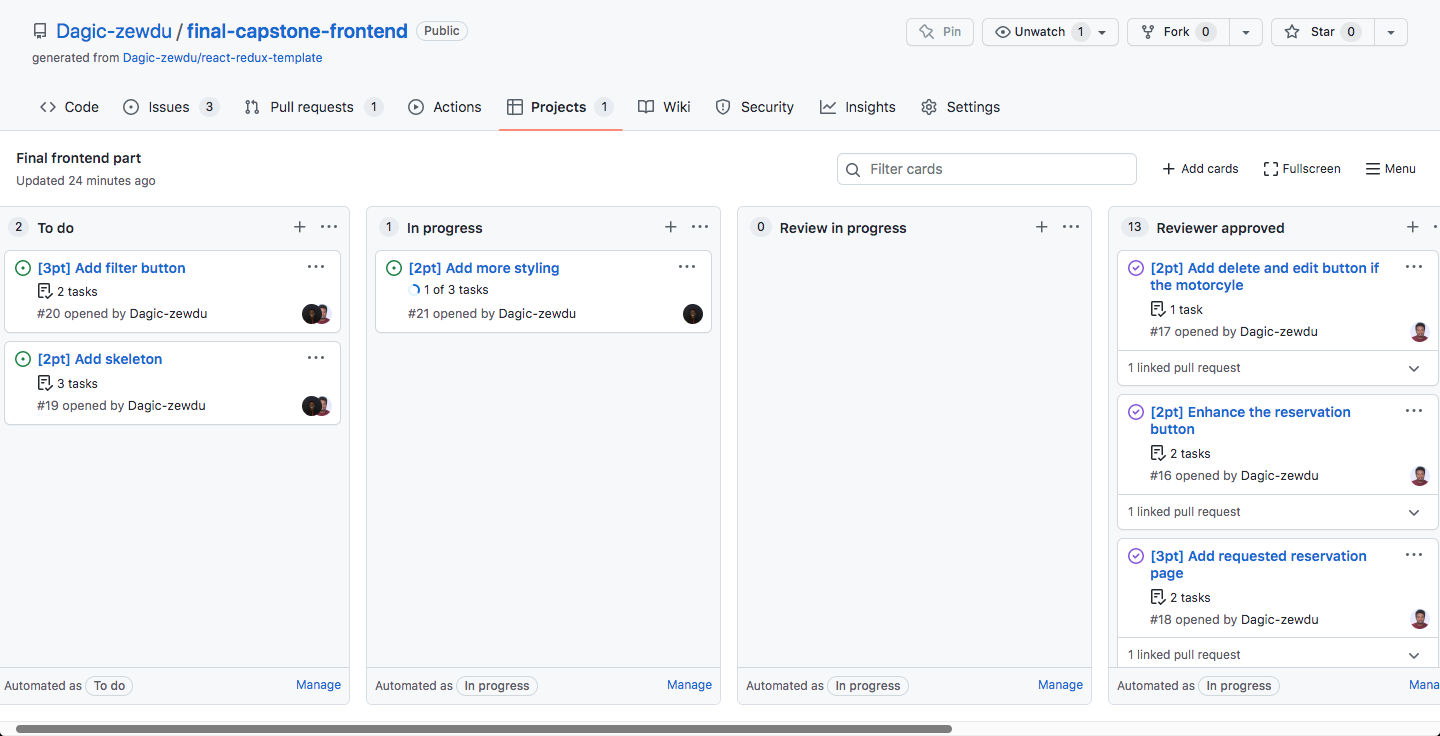 Dagic-zewdu / final-capstone-frontend Public
Pin Unwatch 1 Fork 0 Star 0
generated from Dagic-zewdu/react-redux-template
Code Issues 3 Pull requests 1 Actions Projects 1 Wiki Security Insights Settings
Final frontend part
Updated 24 minutes ago
Filter cards Add cards Fullscreen Menu
2 To do
[3pt] Add filter button
2 tasks
#20 opened by Dagic-zewdu
[2pt] Add skeleton
3 tasks
#19 opened by Dagic-zewdu
Automated as To do Manage
1 In progress
[2pt] Add more styling
1 of 3 tasks
#21 opened by Dagic-zewdu
Automated as In progress Manage
0 Review in progress
Automated as In progress Manage
13 Reviewer approved
[2pt] Add delete and edit button if
the motorcyle
1 task
#17 opened by Dagic-zewdu
1 linked pull request
[2pt] Enhance the reservation
button
2 tasks
#16 opened by Dagic-zewdu
1 linked pull request
[3pt] Add requested reservation
page
2 tasks
#18 opened by Dagic-zewdu
1 linked pull request
Automated as In progress Mana